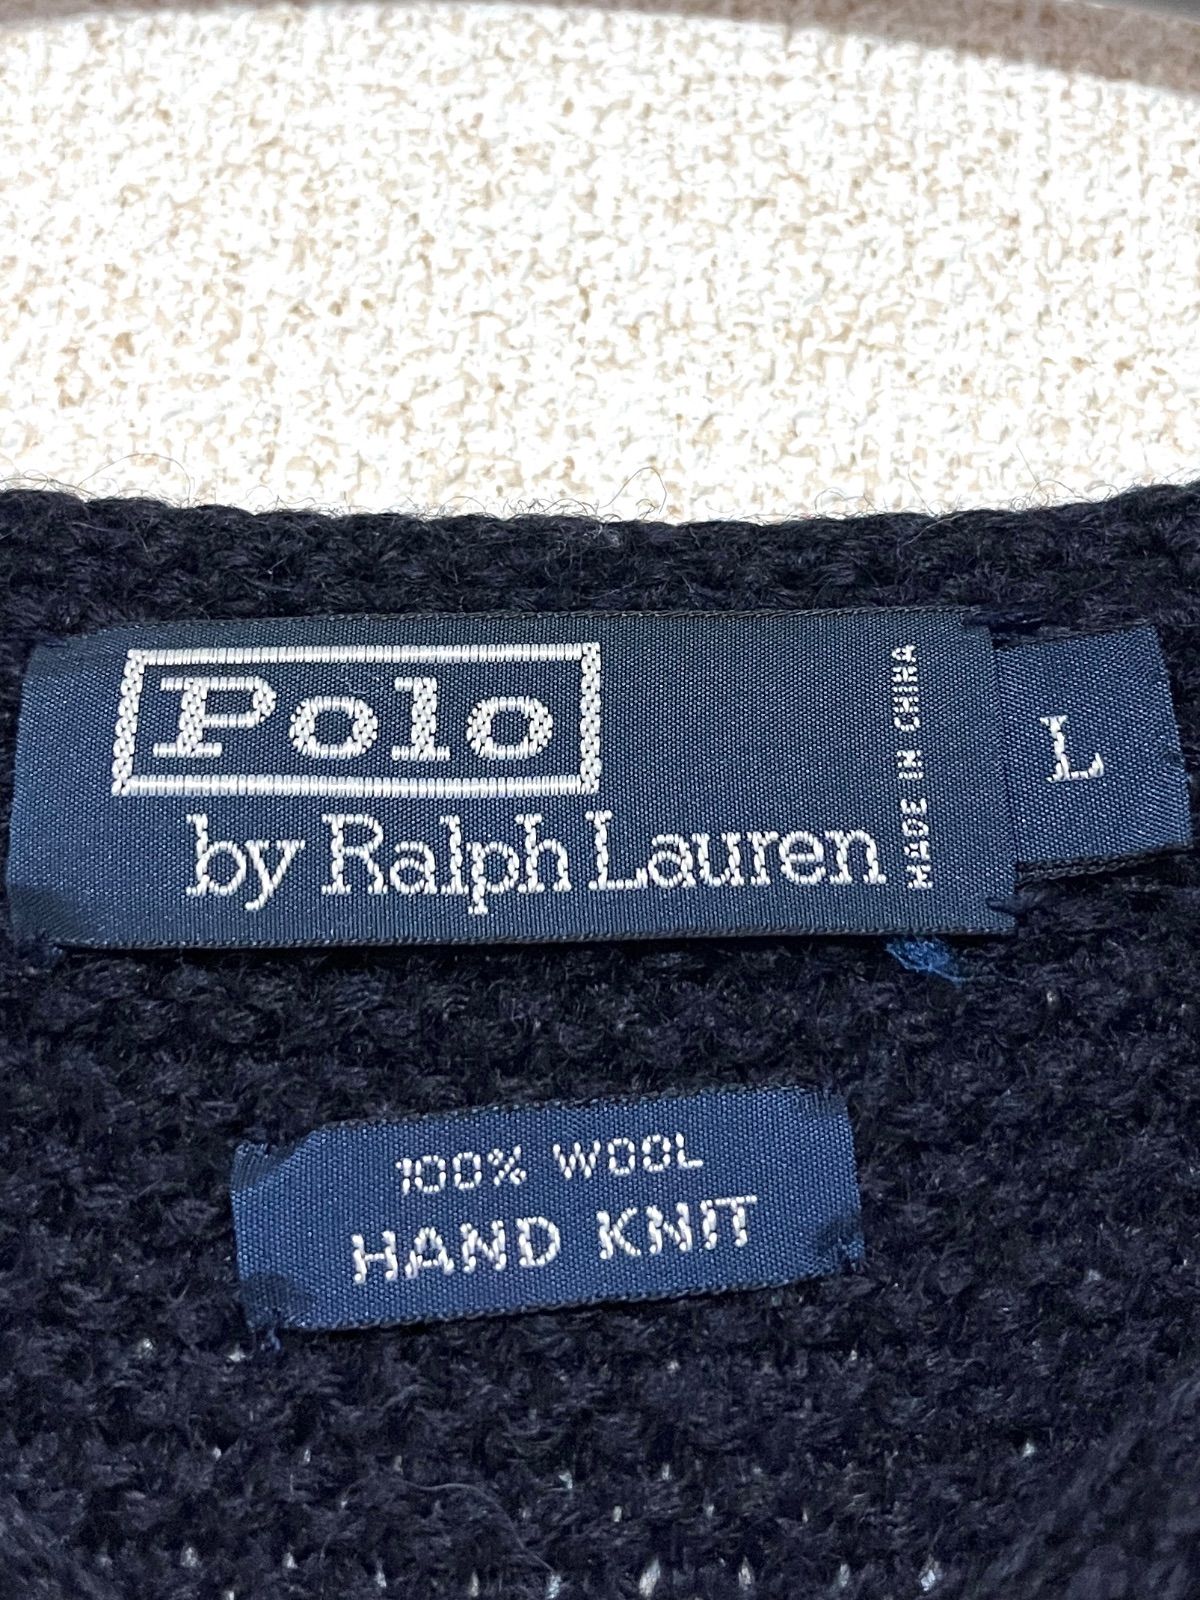 Polo
by Ralph Lauren
MADE IN CHINA
L
100% WOOL
HAND KNIT